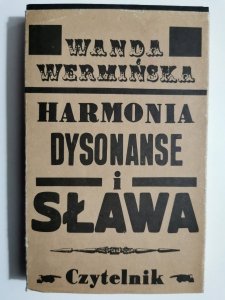 WANDA
WERMIŃSKA
HARMONIA
DYSONANSE
i
SŁAWA
Czytelnik